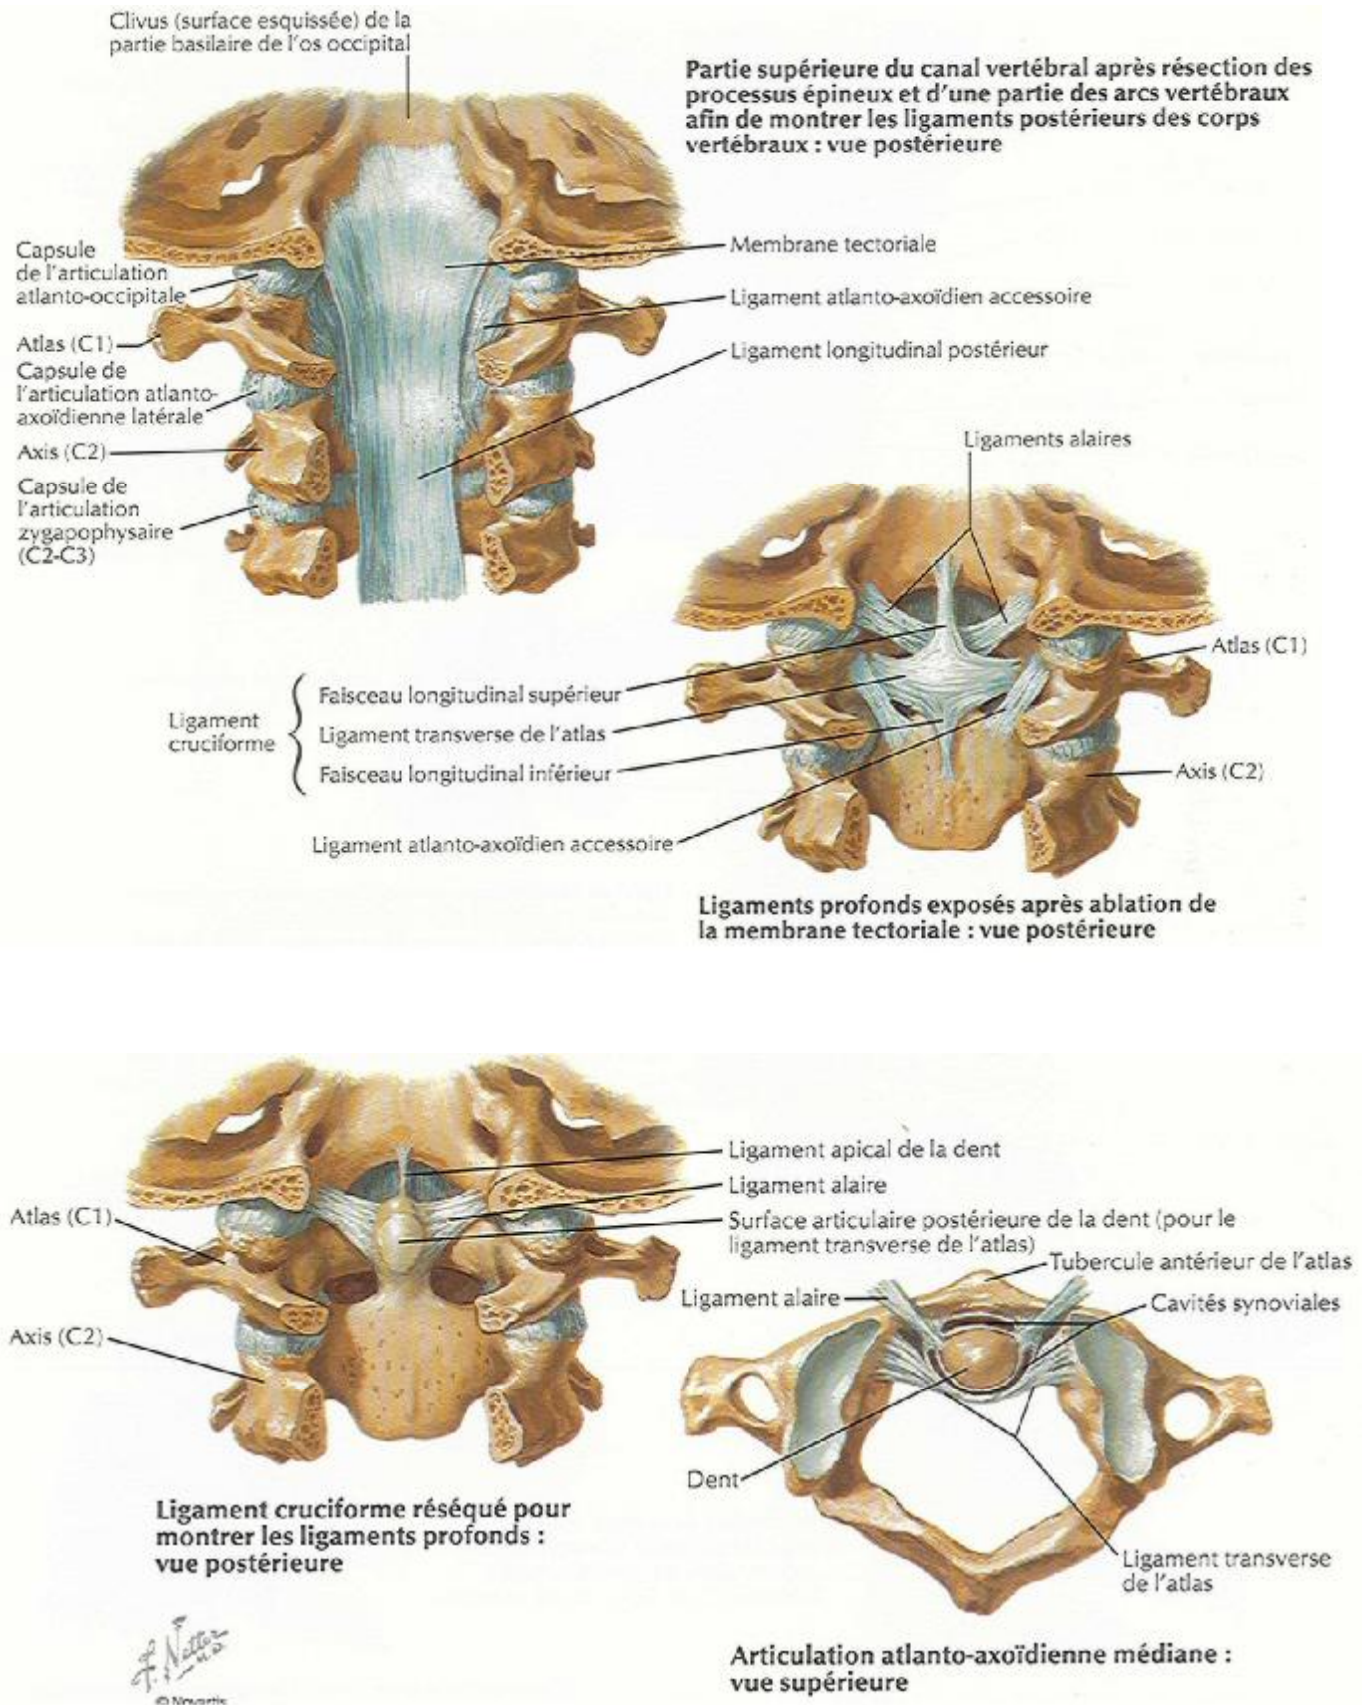 Clivus (surface esquissée) de la
partie basilaire de l'os occipital
Partie supérieure du canal vertébral après résection des
processus épineux et d'une partie des arcs vertébraux
afin de montrer les ligaments postérieurs des corps
vertébraux : vue postérieure
Capsule
de l'articulation
atlanto-occipitale
Atlas (C1)
Capsule de
l'articulation atlanto-
axoïdienne latérale
Axis (C2)
Capsule de
l'articulation
zygapophysaire
(C2-C3)
Membrane tectoriale
Ligament atlanto-axoïdien accessoire
Ligament longitudinal postérieur
Ligaments alaires
Atlas (C1)
Axis (C2)
Ligament
cruciforme
Faisceau longitudinal supérieur
Ligament transverse de l'atlas
Faisceau longitudinal inférieur
Ligament atlanto-axoïdien accessoire
Ligaments profonds exposés après ablation de
la membrane tectoriale : vue postérieure
Atlas (C1)
Axis (C2)
Ligament apical de la dent
Ligament alaire
Surface articulaire postérieure de la dent (pour le
ligament transverse de l'atlas)
Tubercule antérieur de l'atlas
Ligament alaire
Cavités synoviales
Dent
Ligament transverse
de l'atlas
Ligament cruciforme réséqué pour
montrer les ligaments profonds :
vue postérieure
Articulation atlanto-axoïdienne médiane :
vue supérieure
F. Netter
M.D.
© Novartis